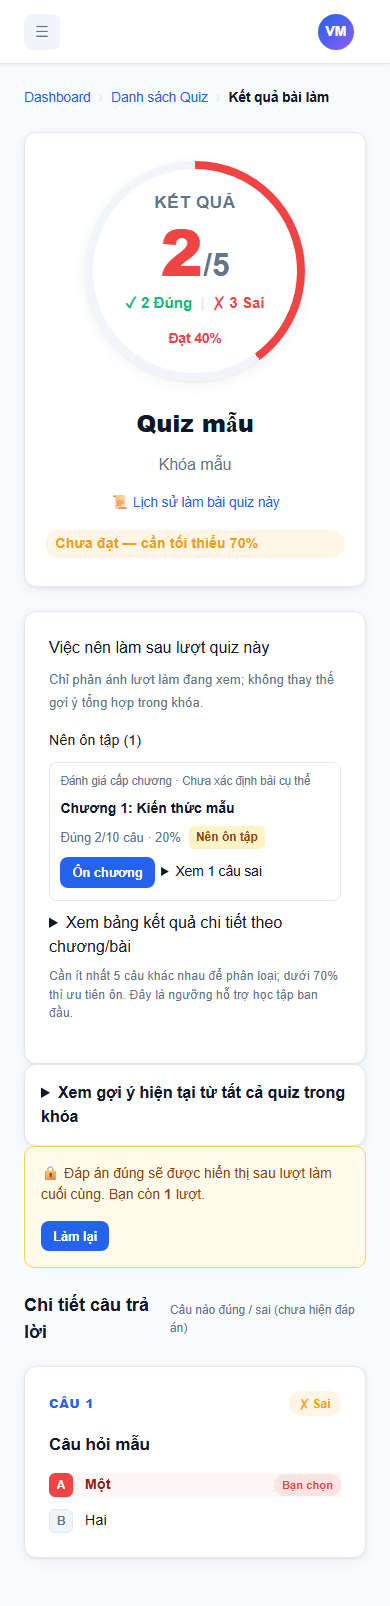 ☰
VM
Dashboard › Danh sách Quiz › Kết quả bài làm
KẾT QUẢ
2/5
✓ 2 Đúng | ✗ 3 Sai
Đạt 40%
Quiz mẫu
Khóa mẫu
📜 Lịch sử làm bài quiz này
Chưa đạt — cần tối thiểu 70%
Việc nên làm sau lượt quiz này
Chỉ phản ánh lượt làm đang xem; không thay thế
gợi ý tổng hợp trong khóa.
Nên ôn tập (1)
Đánh giá cấp chương · Chưa xác định bài cụ thể
Chương 1: Kiến thức mẫu
Đúng 2/10 câu · 20% Nên ôn tập
Ôn chương ▶ Xem 1 câu sai
▶ Xem bảng kết quả chi tiết theo
chương/bài
Cần ít nhất 5 câu khác nhau để phân loại; dưới 70%
thì ưu tiên ôn. Đây là ngưỡng hỗ trợ học tập ban
đầu.
▶ Xem gợi ý hiện tại từ tất cả quiz trong
khóa
🔒 Đáp án đúng sẽ được hiển thị sau lượt làm
cuối cùng. Bạn còn 1 lượt.
Làm lại
Chi tiết câu trả
lời
Câu nào đúng / sai (chưa hiện đáp
án)
CÂU 1
✗ Sai
Câu hỏi mẫu
A Một Bạn chọn
B Hai